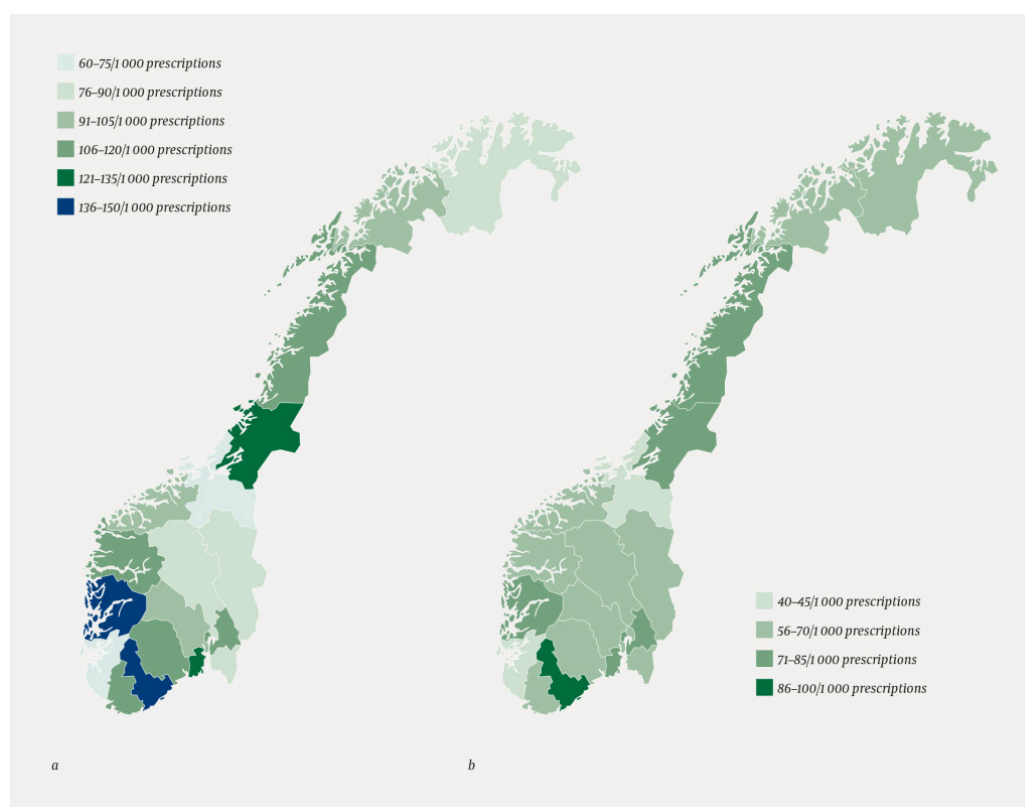 60–75/1 000 prescriptions
76–90/1 000 prescriptions
91–105/1 000 prescriptions
106–120/1 000 prescriptions
121–135/1 000 prescriptions
136–150/1 000 prescriptions
40–45/1 000 prescriptions
56–70/1 000 prescriptions
71–85/1 000 prescriptions
86–100/1 000 prescriptions
a
b